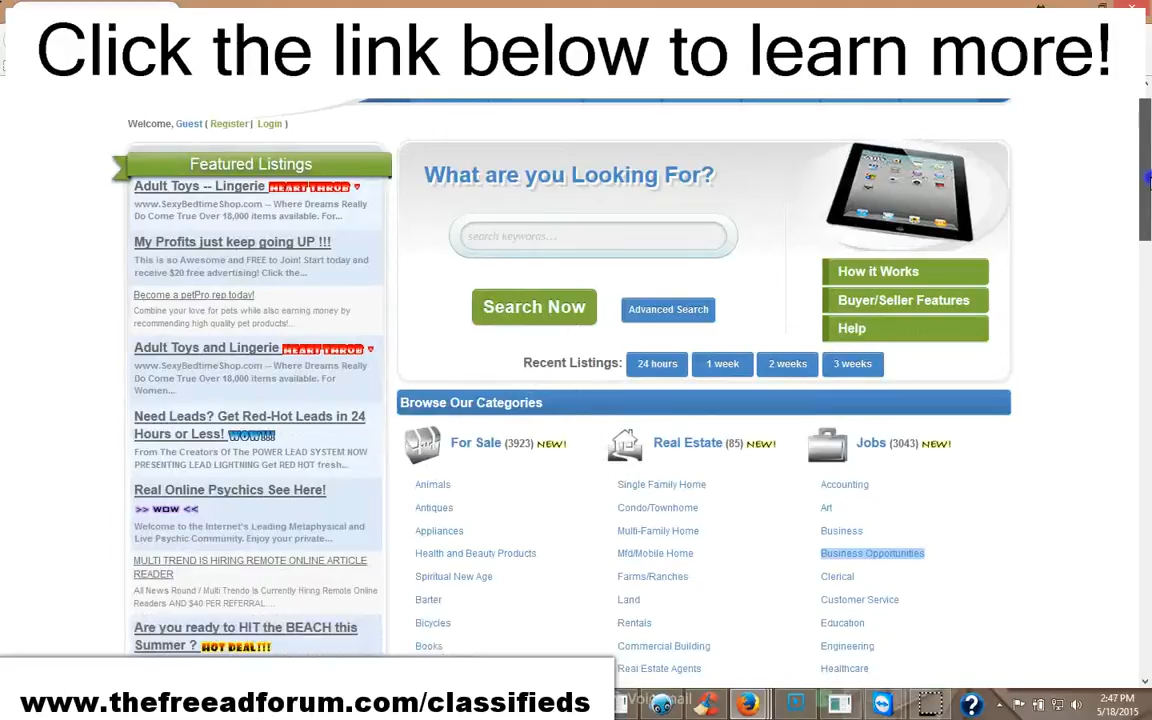 Click the link below to learn more!
Welcome, Guest ( Register | Login )
Featured Listings
Adult Toys -- Lingerie HEART THROB
www.SexyBedtimeShop.com -- Where Dreams Really
Do Come True Over 18,000 items available. For...
My Profits just keep going UP !!!
This is so Awesome and FREE to Join! Start today and
receive $20 free advertising! Click the...
Become a petPro rep today!
Combine your love for pets while also earning money by
recommending high quality pet products!...
Adult Toys and Lingerie HEART THROB
www.SexyBedtimeShop.com -- Where Dreams Really
Do Come True Over 18,000 items available. For
Women...
Need Leads? Get Red-Hot Leads in 24
Hours or Less! WOW!!!
From The Creators Of The POWER LEAD SYSTEM NOW
PRESENTING LEAD LIGHTNING Get RED HOT fresh...
Real Online Psychics See Here!
>> WOW <<
Welcome to the Internet's Leading Metaphysical and
Live Psychic Community. Enjoy your private...
MULTI TREND IS HIRING REMOTE ONLINE ARTICLE
READER
All News Round / Multi Trendo is Currently Hiring Remote Online
Readers AND $40 PER REFERRAL...
Are you ready to HIT the BEACH this
Summer ? HOT DEAL!!!
What are you Looking For?
search keywords...
Search Now
Advanced Search
How it Works
Buyer/Seller Features
Help
Recent Listings: 24 hours 1 week 2 weeks 3 weeks
Browse Our Categories
For Sale (3923) NEW!
Animals
Antiques
Appliances
Health and Beauty Products
Spiritual New Age
Barter
Bicycles
Books
Real Estate (85) NEW!
Single Family Home
Condo/Townhome
Multi-Family Home
Mfd/Mobile Home
Farms/Ranches
Land
Rentals
Commercial Building
Real Estate Agents
Jobs (3043) NEW!
Accounting
Art
Business
Business Opportunities
Clerical
Customer Service
Education
Engineering
Healthcare
www.thefreeadforum.com/classifieds
2:47 PM
5/18/2015